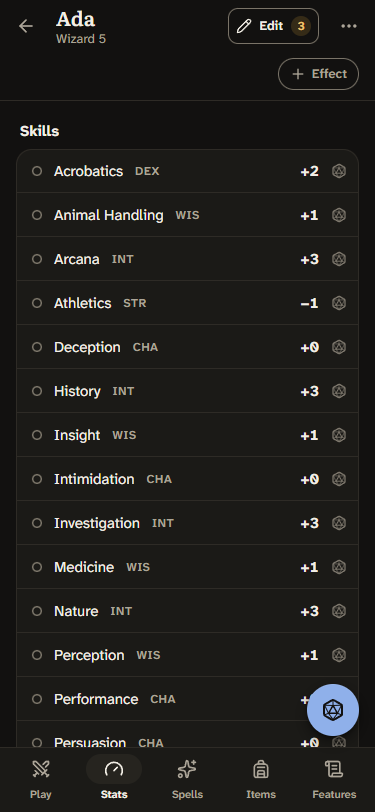 Ada
Wizard 5
Edit 3
Effect
Skills
Acrobatics DEX +2
Animal Handling WIS +1
Arcana INT +3
Athletics STR −1
Deception CHA +0
History INT +3
Insight WIS +1
Intimidation CHA +0
Investigation INT +3
Medicine WIS +1
Nature INT +3
Perception WIS +1
Performance CHA
Persuasion CHA +0
Play Stats Spells Items Features